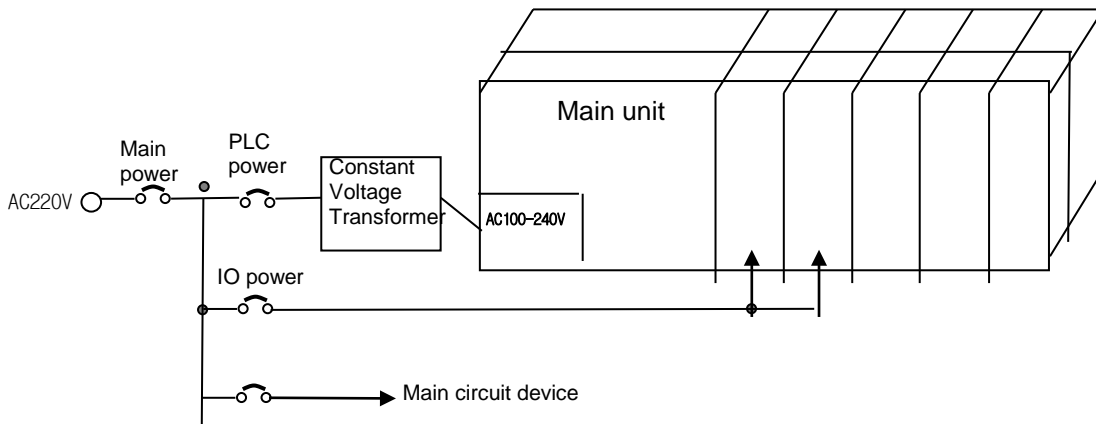 Main unit
Main
power
PLC
power
Constant
Voltage
Transformer
AC220V
AC100-240V
IO power
Main circuit device